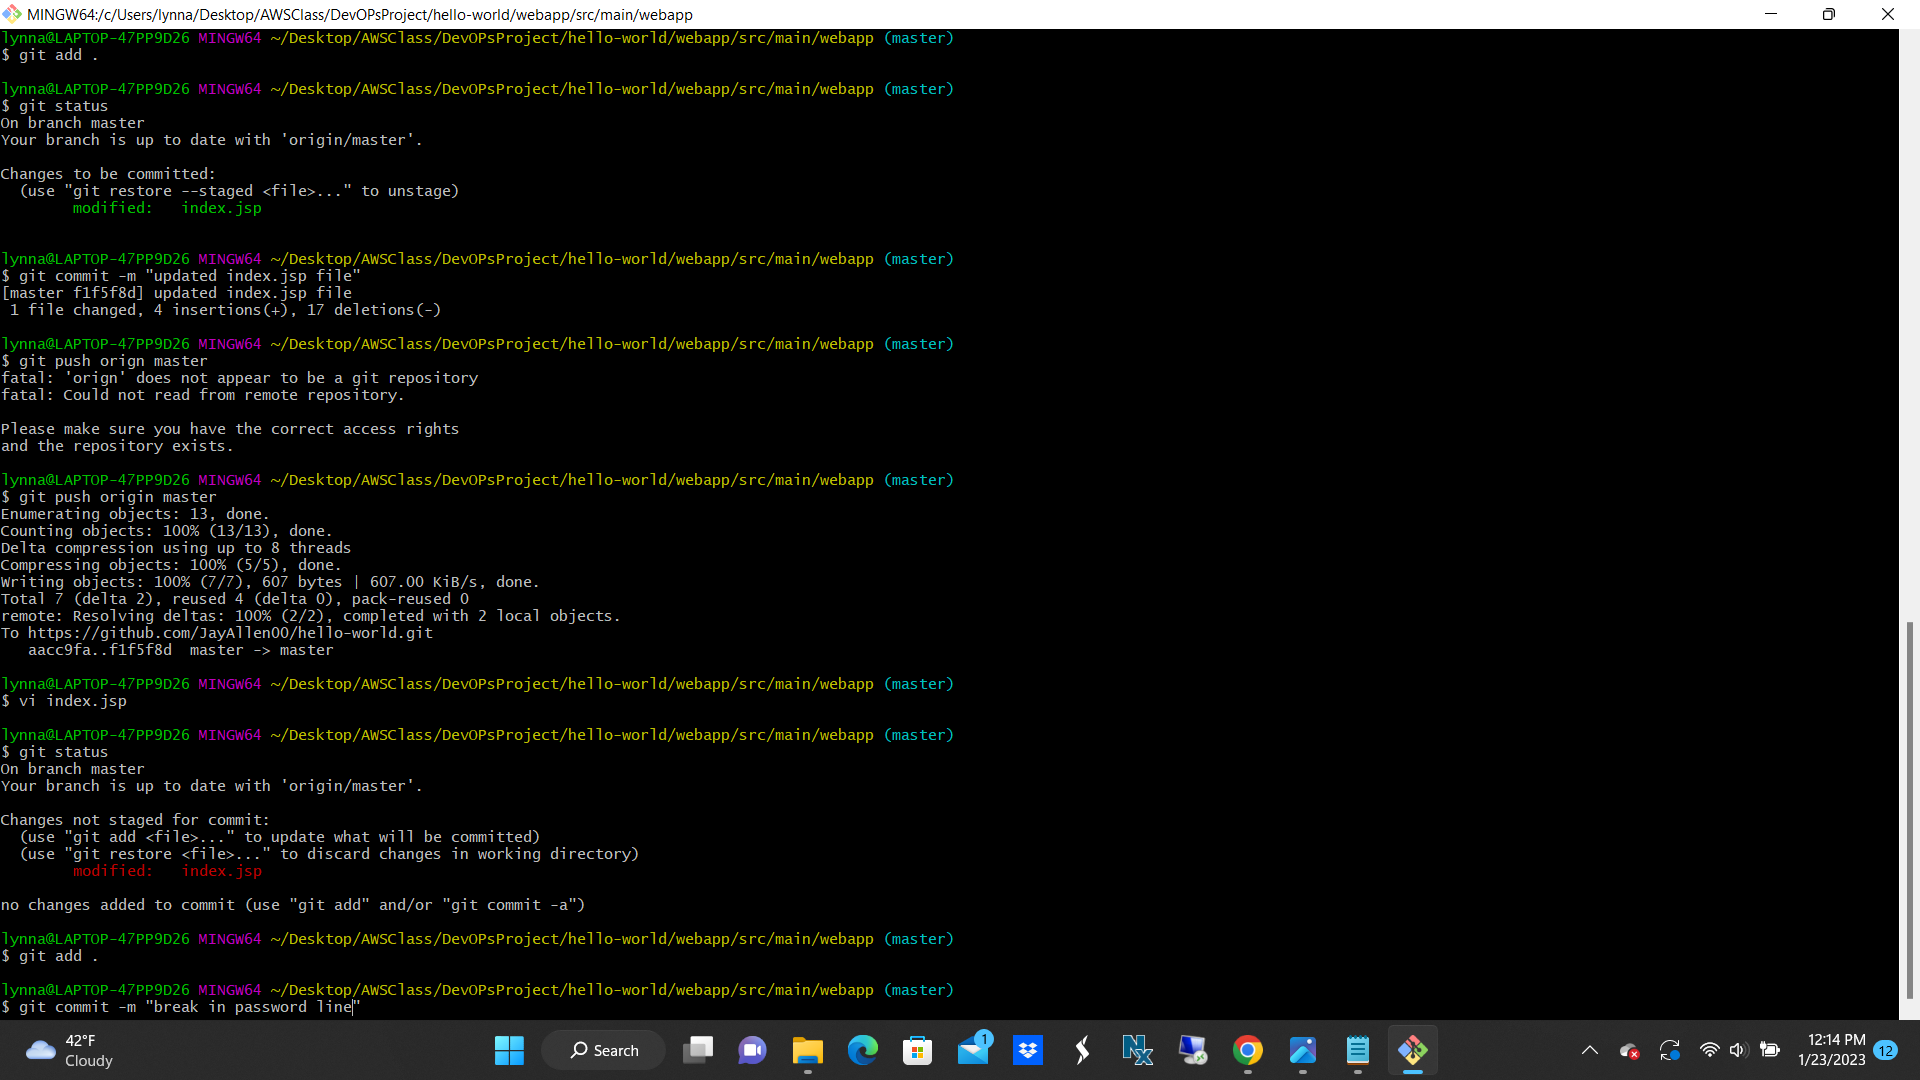 MINGW64:/c/Users/lynna/Desktop/AWSClass/DevOPsProject/hello-world/webapp/src/main/webapp
lynna@LAPTOP-47PP9D26 MINGW64 ~/Desktop/AWSClass/DevOPsProject/hello-world/webapp/src/main/webapp (master)
$ git add .
lynna@LAPTOP-47PP9D26 MINGW64 ~/Desktop/AWSClass/DevOPsProject/hello-world/webapp/src/main/webapp (master)
$ git status
On branch master
Your branch is up to date with 'origin/master'.
Changes to be committed:
  (use "git restore --staged <file>..." to unstage)
        modified:   index.jsp
lynna@LAPTOP-47PP9D26 MINGW64 ~/Desktop/AWSClass/DevOPsProject/hello-world/webapp/src/main/webapp (master)
$ git commit -m "updated index.jsp file"
[master f1f5f8d] updated index.jsp file
 1 file changed, 4 insertions(+), 17 deletions(-)
lynna@LAPTOP-47PP9D26 MINGW64 ~/Desktop/AWSClass/DevOPsProject/hello-world/webapp/src/main/webapp (master)
$ git push orign master
fatal: 'orign' does not appear to be a git repository
fatal: Could not read from remote repository.
Please make sure you have the correct access rights
and the repository exists.
lynna@LAPTOP-47PP9D26 MINGW64 ~/Desktop/AWSClass/DevOPsProject/hello-world/webapp/src/main/webapp (master)
$ git push origin master
Enumerating objects: 13, done.
Counting objects: 100% (13/13), done.
Delta compression using up to 8 threads
Compressing objects: 100% (5/5), done.
Writing objects: 100% (7/7), 607 bytes | 607.00 KiB/s, done.
Total 7 (delta 2), reused 4 (delta 0), pack-reused 0
remote: Resolving deltas: 100% (2/2), completed with 2 local objects.
To https://github.com/JayAllen00/hello-world.git
   aacc9fa..f1f5f8d  master -> master
lynna@LAPTOP-47PP9D26 MINGW64 ~/Desktop/AWSClass/DevOPsProject/hello-world/webapp/src/main/webapp (master)
$ vi index.jsp
lynna@LAPTOP-47PP9D26 MINGW64 ~/Desktop/AWSClass/DevOPsProject/hello-world/webapp/src/main/webapp (master)
$ git status
On branch master
Your branch is up to date with 'origin/master'.
Changes not staged for commit:
  (use "git add <file>..." to update what will be committed)
  (use "git restore <file>..." to discard changes in working directory)
        modified:   index.jsp
no changes added to commit (use "git add" and/or "git commit -a")
lynna@LAPTOP-47PP9D26 MINGW64 ~/Desktop/AWSClass/DevOPsProject/hello-world/webapp/src/main/webapp (master)
$ git add .
lynna@LAPTOP-47PP9D26 MINGW64 ~/Desktop/AWSClass/DevOPsProject/hello-world/webapp/src/main/webapp (master)
$ git commit -m "break in password line"
42°F
Cloudy
Search
1
Nx
12:14 PM
1/23/2023
12